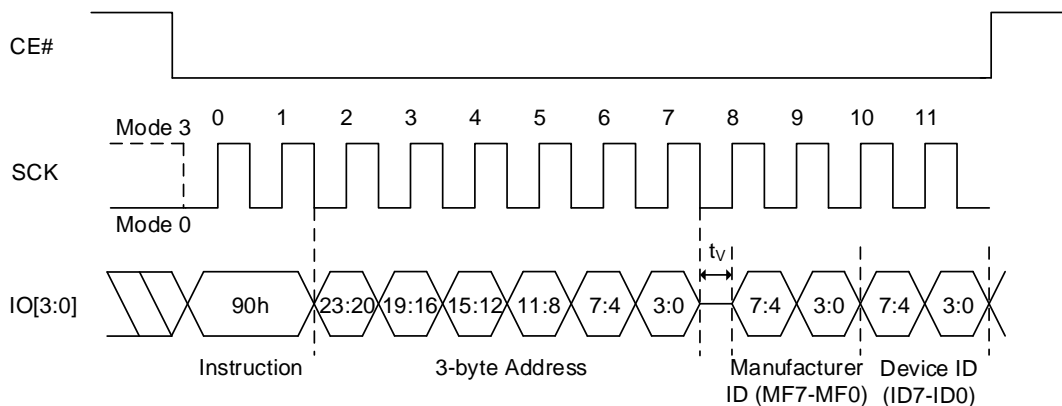 CE#
0 1 2 3 4 5 6 7 8 9 10 11
Mode 3
SCK
Mode 0
tV
IO[3:0] 90h 23:20 19:16 15:12 11:8 7:4 3:0 7:4 3:0 7:4 3:0
Instruction 3-byte Address Manufacturer Device ID
ID (MF7-MF0) (ID7-ID0)